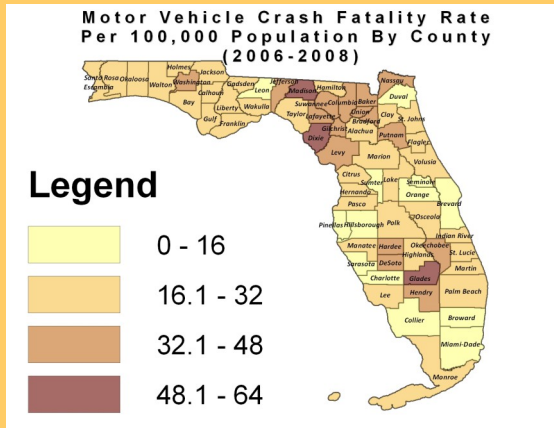 Motor Vehicle Crash Fatality Rate
Per 100,000 Population By County
(2006-2008)
Holmes
Jackson
Santa Rosa Okaloosa Walton Washington
Escambia
Gadsden Leon Jefferson Madison Hamilton
Nassau
Calhoun
Bay
Liberty Wakulla
Taylor
Suwannee Columbia Baker
Duval
Gulf Franklin
Lafayette
Union
Bradford Clay St. Johns
Dixie
Gilchrist Alachua
Putnam
Flagler
Levy
Marion
Volusia
Citrus
Sumter Lake
Seminole
Hernando
Orange
Brevard
Pasco
Osceola
Pinellas Hillsborough Polk
Indian River
Manatee Hardee
Okeechobee
St. Lucie
Highlands
Sarasota DeSoto
Martin
Charlotte
Glades
Lee
Hendry
Palm Beach
Collier
Broward
Miami-Dade
Monroe
Legend
0 - 16
16.1 - 32
32.1 - 48
48.1 - 64